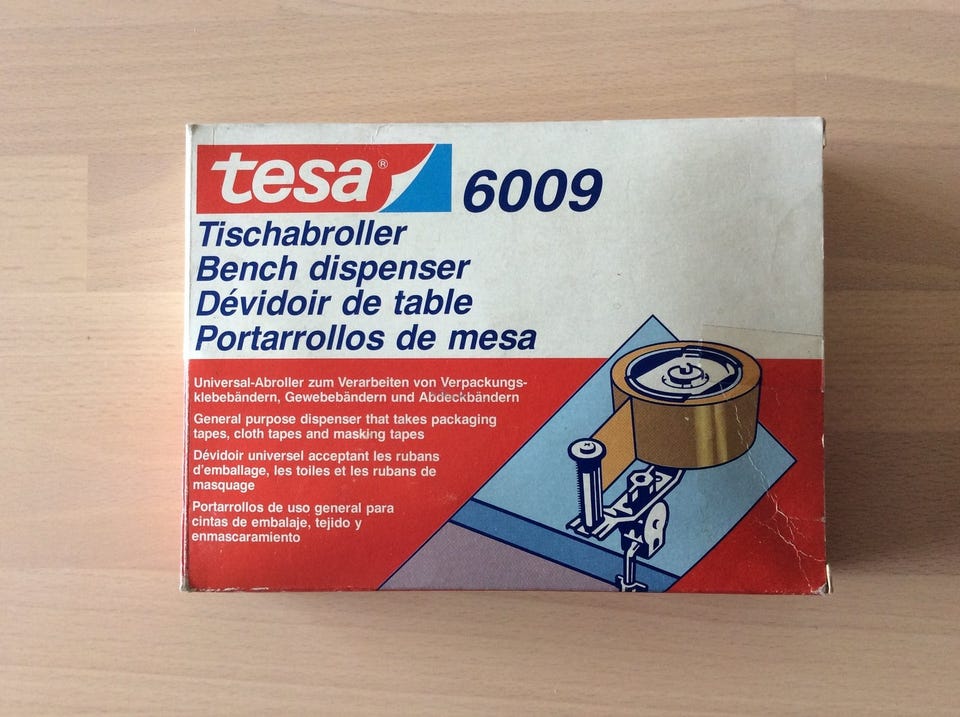 tesa® 6009
Tischabroller
Bench dispenser
Dévidoir de table
Portarrollos de mesa
Universal-Abroller zum Verarbeiten von Verpackungs-
klebebändern, Gewebebändern und Abdeckbändern
General purpose dispenser that takes packaging
tapes, cloth tapes and masking tapes
Dévidoir universel acceptant les rubans
d'emballage, les toiles et les rubans de
masquage
Portarrollos de uso general para
cintas de embalaje, tejido y
enmascaramiento